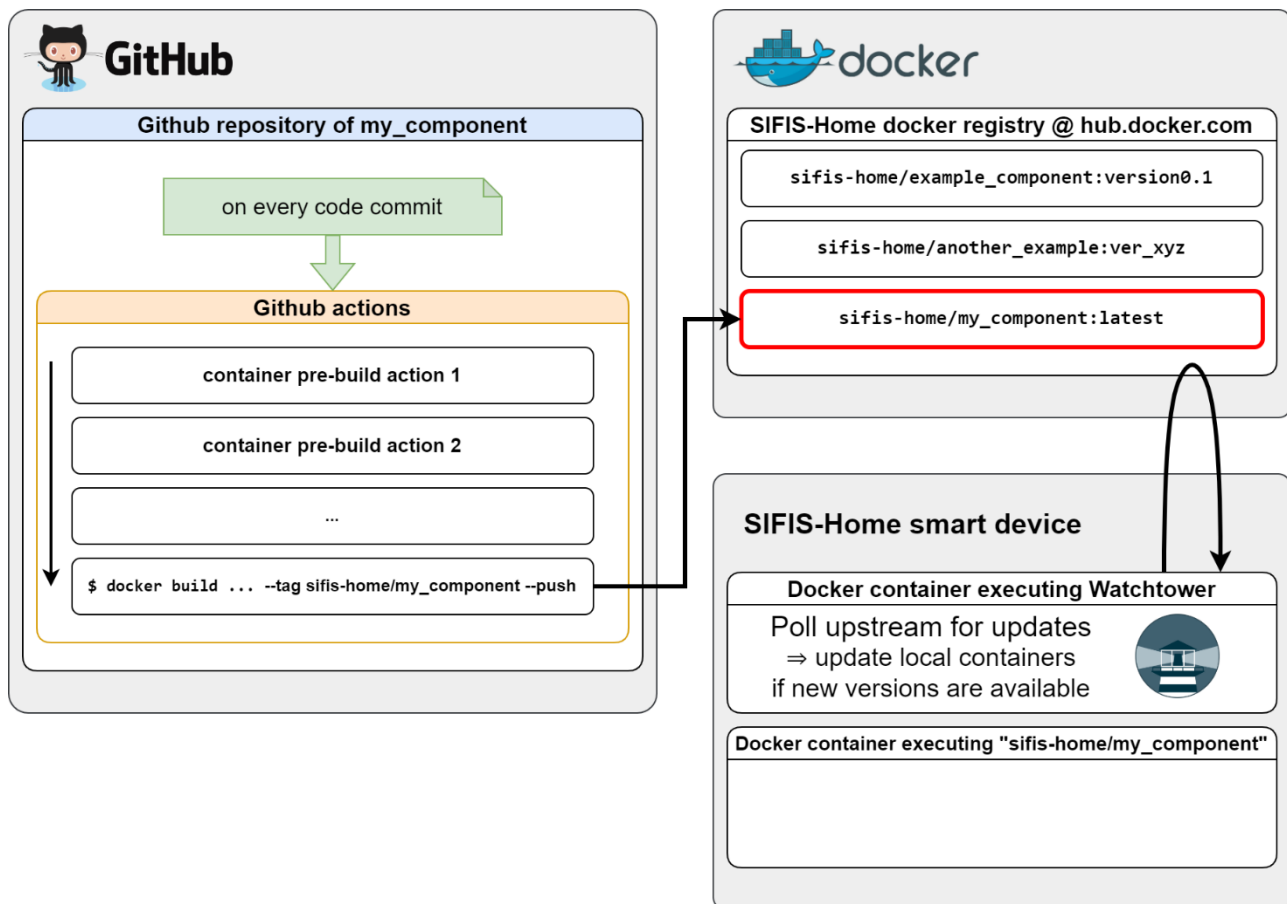 GitHub
Github repository of my_component
on every code commit
Github actions
container pre-build action 1
container pre-build action 2
...
$ docker build ... --tag sifis-home/my_component --push
docker
SIFIS-Home docker registry @ hub.docker.com
sifis-home/example_component:version0.1
sifis-home/another_example:ver_xyz
sifis-home/my_component:latest
SIFIS-Home smart device
Docker container executing Watchtower
Poll upstream for updates
⇒ update local containers
if new versions are available
Docker container executing "sifis-home/my_component"